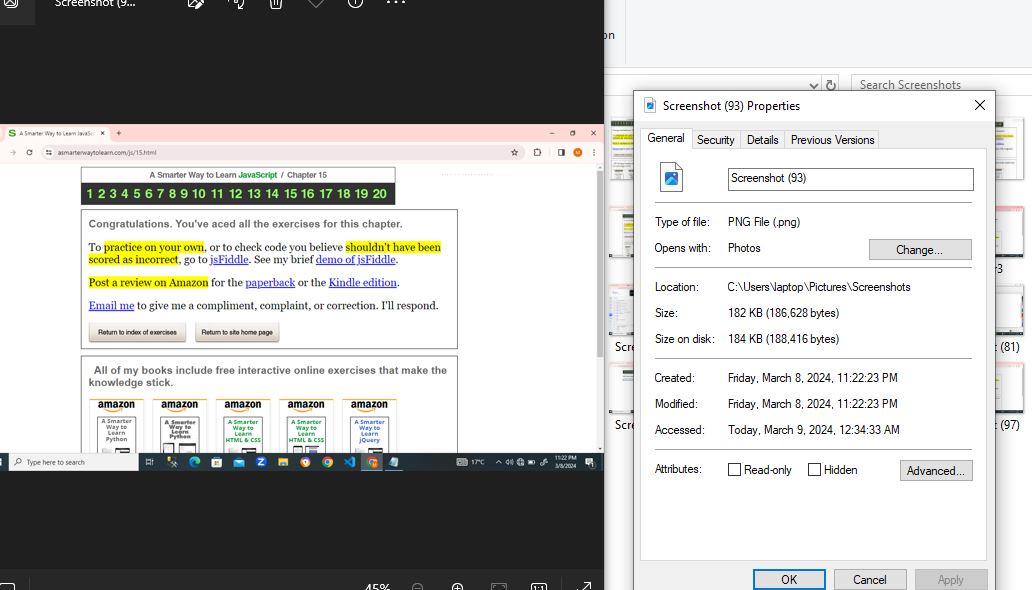 Screenshot (9...
A Smarter Way to Learn JavaSc
asmarterwaytolearn.com/js/15.html
A Smarter Way to Learn JavaScript / Chapter 15
1 2 3 4 5 6 7 8 9 10 11 12 13 14 15 16 17 18 19 20
Congratulations. You've aced all the exercises for this chapter.
To practice on your own, or to check code you believe shouldn't have been
scored as incorrect, go to jsFiddle. See my brief demo of jsFiddle.
Post a review on Amazon for the paperback or the Kindle edition.
Email me to give me a compliment, complaint, or correction. I'll respond.
Return to index of exercises Return to site home page
All of my books include free interactive online exercises that make the
knowledge stick.
amazon amazon amazon amazon amazon
A Smarter Way to Learn Python
A Smarter Way to Learn Python
A Smarter Way to Learn HTML & CSS
A Smarter Way to Learn HTML & CSS
A Smarter Way to Learn jQuery
Type here to search
17°C
11:22 PM
3/8/2024
45%
on
Search Screenshots
Screenshot (93) Properties
General Security Details Previous Versions
Screenshot (93)
Type of file: PNG File (.png)
Opens with: Photos Change...
Location: C:\Users\laptop\Pictures\Screenshots
Size: 182 KB (186,628 bytes)
Size on disk: 184 KB (188,416 bytes)
Created: Friday, March 8, 2024, 11:22:23 PM
Modified: Friday, March 8, 2024, 11:22:23 PM
Accessed: Today, March 9, 2024, 12:34:33 AM
Attributes: Read-only Hidden Advanced...
OK Cancel Apply
Scre
(81)
Scre
(97)